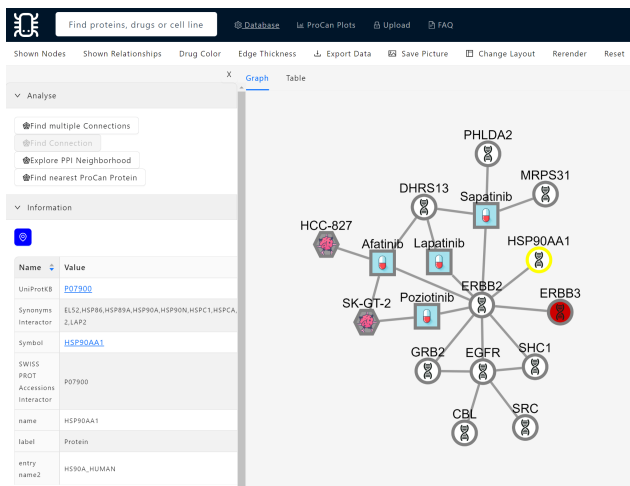 Find proteins, drugs or cell line
Database
ProCan Plots
Upload
FAQ
Shown Nodes
Shown Relationships
Drug Color
Edge Thickness
Export Data
Save Picture
Change Layout
Rerender
Reset
X
Graph
Table
Analyse
Find multiple Connections
Find Connection
Explore PPI Neighborhood
Find nearest ProCan Protein
Information
Name Value
UniProtKB P07900
Synonyms Interactor EL52,HSP86,HSP89A,HSP90A,HSP90N,HSPC1,HSPCA,
2,LAP2
Symbol HSP90AA1
SWISS
PROT
Accessions
Interactor
P07900
name HSP90AA1
label Protein
entry
name2
HS90A_HUMAN
PHLDA2
MRPS31
DHRS13
Sapatinib
HCC-827
Afatinib
Lapatinib
HSP90AA1
ERBB2
ERBB3
SK-GT-2
Poziotinib
GRB2
EGFR
SHC1
CBL
SRC